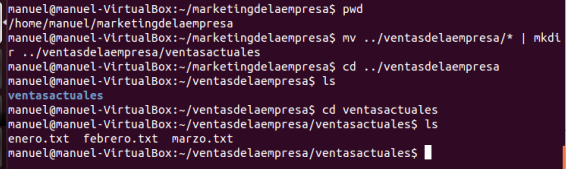 manuel@manuel-VirtualBox:~/marketingdelaempresa$ pwd
/home/manuel/marketingdelaempresa
manuel@manuel-VirtualBox:~/marketingdelaempresa$ mv ../ventasdelaempresa/* | mkdi
r ../ventasdelaempresa/ventasactuales
manuel@manuel-VirtualBox:~/marketingdelaempresa$ cd ../ventasdelaempresa
manuel@manuel-VirtualBox:~/ventasdelaempresa$ ls
ventasactuales
manuel@manuel-VirtualBox:~/ventasdelaempresa$ cd ventasactuales
manuel@manuel-VirtualBox:~/ventasdelaempresa/ventasactuales$ ls
enero.txt  febrero.txt  marzo.txt
manuel@manuel-VirtualBox:~/ventasdelaempresa/ventasactuales$